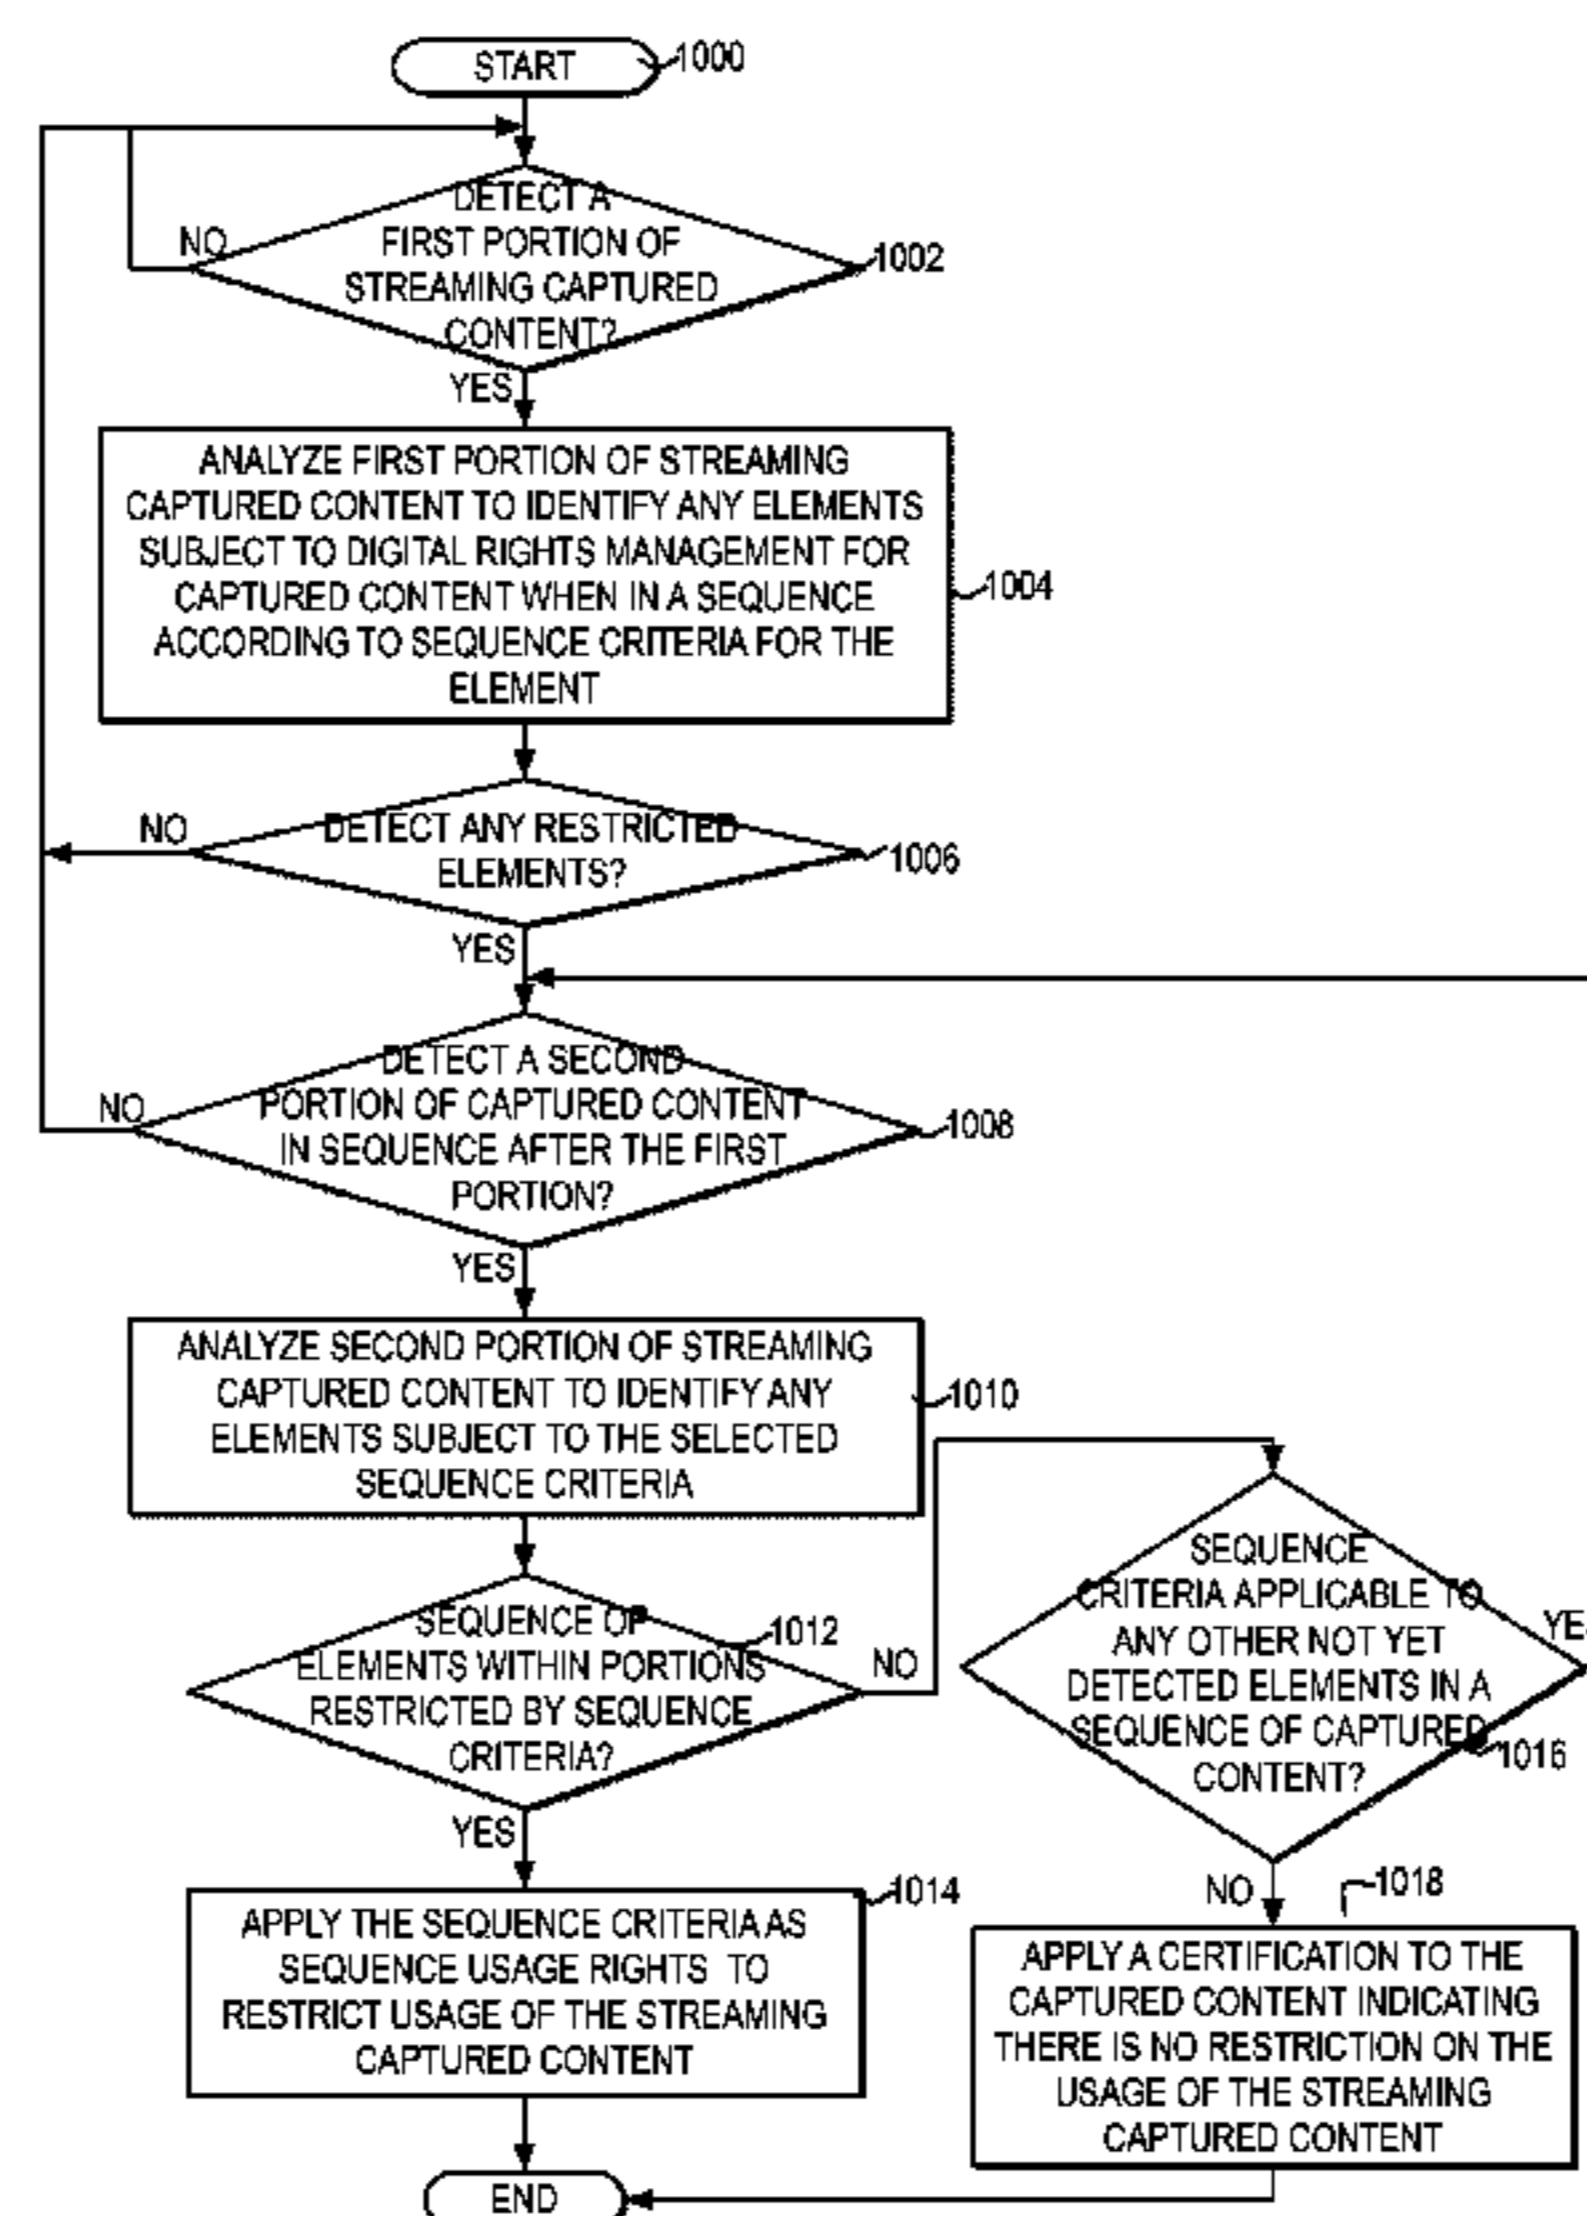 START
1000
DETECT A
FIRST PORTION OF
STREAMING CAPTURED
CONTENT?
1002
NO
YES
ANALYZE FIRST PORTION OF STREAMING
CAPTURED CONTENT TO IDENTIFY ANY ELEMENTS
SUBJECT TO DIGITAL RIGHTS MANAGEMENT FOR
CAPTURED CONTENT WHEN IN A SEQUENCE
ACCORDING TO SEQUENCE CRITERIA FOR THE
ELEMENT
1004
DETECT ANY RESTRICTED
ELEMENTS?
1006
NO
YES
DETECT A SECOND
PORTION OF CAPTURED CONTENT
IN SEQUENCE AFTER THE FIRST
PORTION?
1008
NO
YES
ANALYZE SECOND PORTION OF STREAMING
CAPTURED CONTENT TO IDENTIFY ANY
ELEMENTS SUBJECT TO THE SELECTED
SEQUENCE CRITERIA
1010
SEQUENCE OF
ELEMENTS WITHIN PORTIONS
RESTRICTED BY SEQUENCE
CRITERIA?
1012
NO
YES
SEQUENCE
CRITERIA APPLICABLE TO
ANY OTHER NOT YET
DETECTED ELEMENTS IN A
SEQUENCE OF CAPTURED
CONTENT?
1016
NO
APPLY THE SEQUENCE CRITERIA AS
SEQUENCE USAGE RIGHTS TO
RESTRICT USAGE OF THE STREAMING
CAPTURED CONTENT
1014
1018
APPLY A CERTIFICATION TO THE
CAPTURED CONTENT INDICATING
THERE IS NO RESTRICTION ON THE
USAGE OF THE STREAMING
CAPTURED CONTENT
END